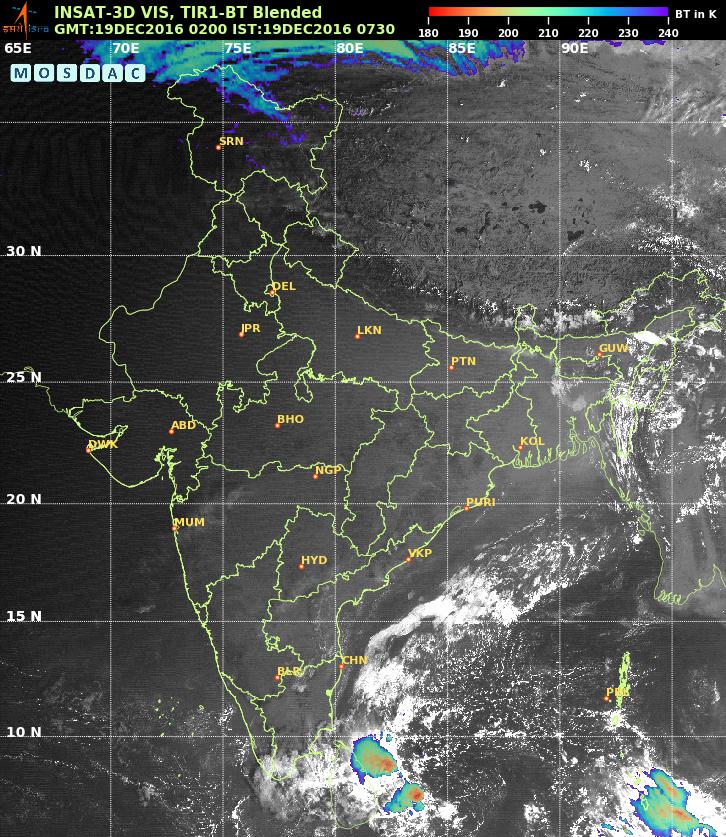 INSAT-3D VIS, TIR1-BT Blended
GMT:19DEC2016 0200 IST:19DEC2016 0730
BT in K
180 190 200 210 220 230 240
65E 70E 75E 80E 85E 90E
MOSDAC
SRN
30 N
DEL
JPR LKN GUW
PTN
25 N
ABD BHO
DWK KOL
NGP
20 N PURI
MUM
HYD VKP
15 N
BLR CHN
10 N